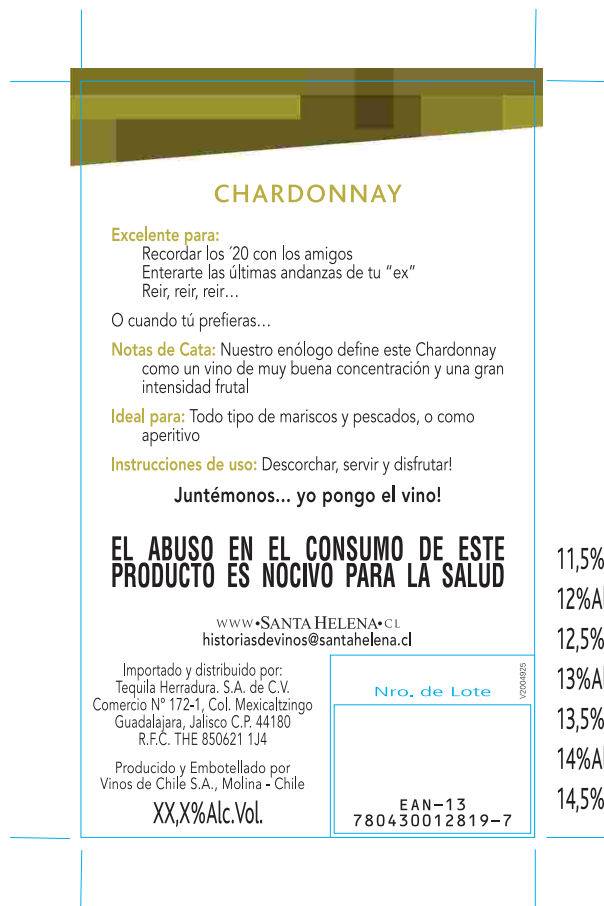 CHARDONNAY
Excelente para:
Recordar los ´20 con los amigos
Enterarte las últimas andanzas de tu “ex”
Reir, reir, reir…
O cuando tú prefieras…
Notas de Cata: Nuestro enólogo define este Chardonnay
como un vino de muy buena concentración y una gran
intensidad frutal
Ideal para: Todo tipo de mariscos y pescados, o como
aperitivo
Instrucciones de uso: Descorchar, servir y disfrutar!
Juntémonos... yo pongo el vino!
EL ABUSO EN EL CONSUMO DE ESTE
PRODUCTO ES NOCIVO PARA LA SALUD
WWW•SANTA HELENA•CL
historiasdevinos@santahelena.cl
Importado y distribuido por:
Tequila Herradura. S.A. de C.V.
Comercio Nº 172-1, Col. Mexicaltzingo
Guadalajara, Jalisco C.P. 44180
R.F.C. THE 850621 1J4
Producido y Embotellado por
Vinos de Chile S.A., Molina - Chile
XX,X%Alc.Vol.
Nro. de Lote
V2004925
EAN-13
780430012819-7
11,5%
12%Al
12,5%
13%Al
13,5%
14%Al
14,5%